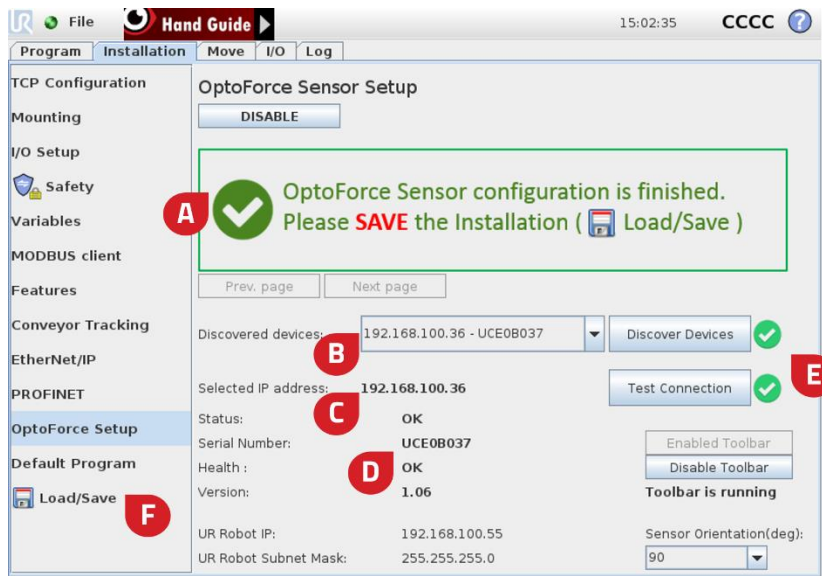 UR File Hand Guide 15:02:35 CCCC ?
Program Installation Move I/O Log
TCP Configuration
Mounting
I/O Setup
Safety
Variables
MODBUS client
Features
Conveyor Tracking
EtherNet/IP
PROFINET
OptoForce Setup
Default Program
Load/Save
F
OptoForce Sensor Setup
DISABLE
A
OptoForce Sensor configuration is finished.
Please SAVE the Installation ( Load/Save )
Prev. page Next page
Discovered devices: 192.168.100.36 - UCE0B037 Discover Devices
B
E
Selected IP address: 192.168.100.36 Test Connection
C
Status: OK
Serial Number: UCE0B037 Enabled Toolbar
D
Health : OK Disable Toolbar
Version: 1.06 Toolbar is running
UR Robot IP: 192.168.100.55 Sensor Orientation(deg):
UR Robot Subnet Mask: 255.255.255.0 90